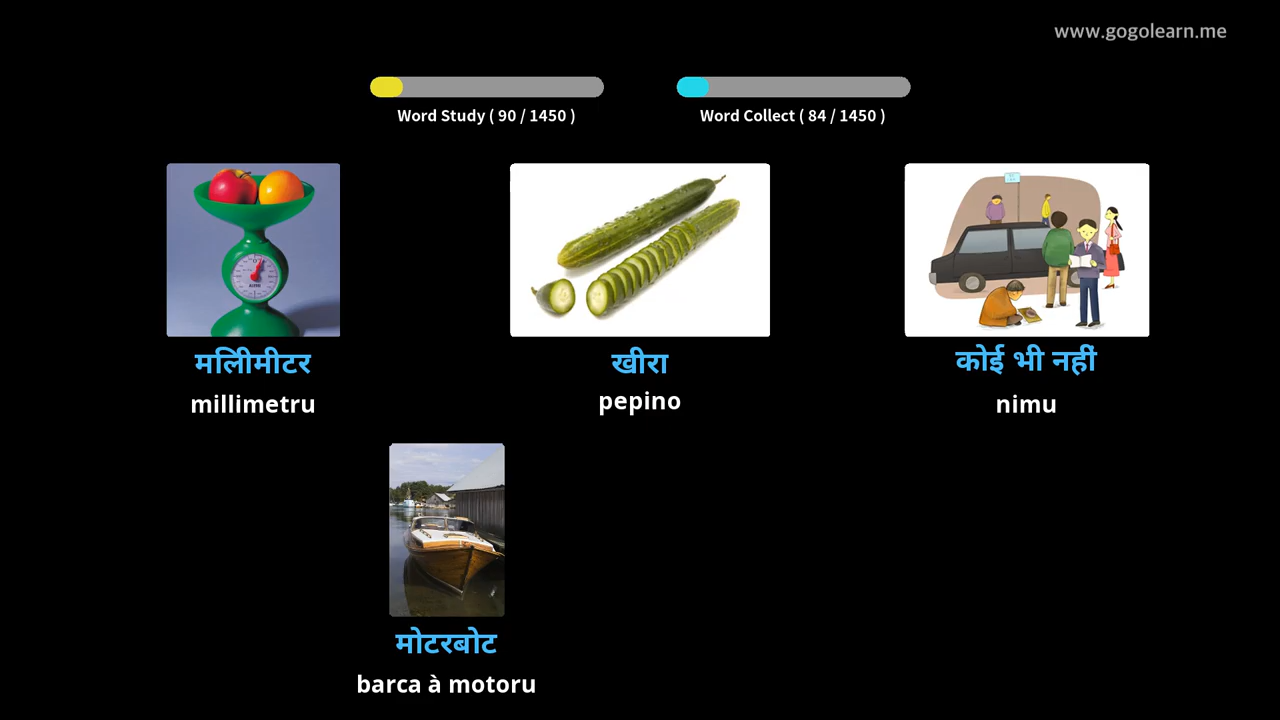 www.gogolearn.me
Word Study ( 90 / 1450 )
Word Collect ( 84 / 1450 )
मलिीमीटर
millimetru
खीरा
pepino
कोई भी नहीं
nimu
मोटरबोट
barca à motoru